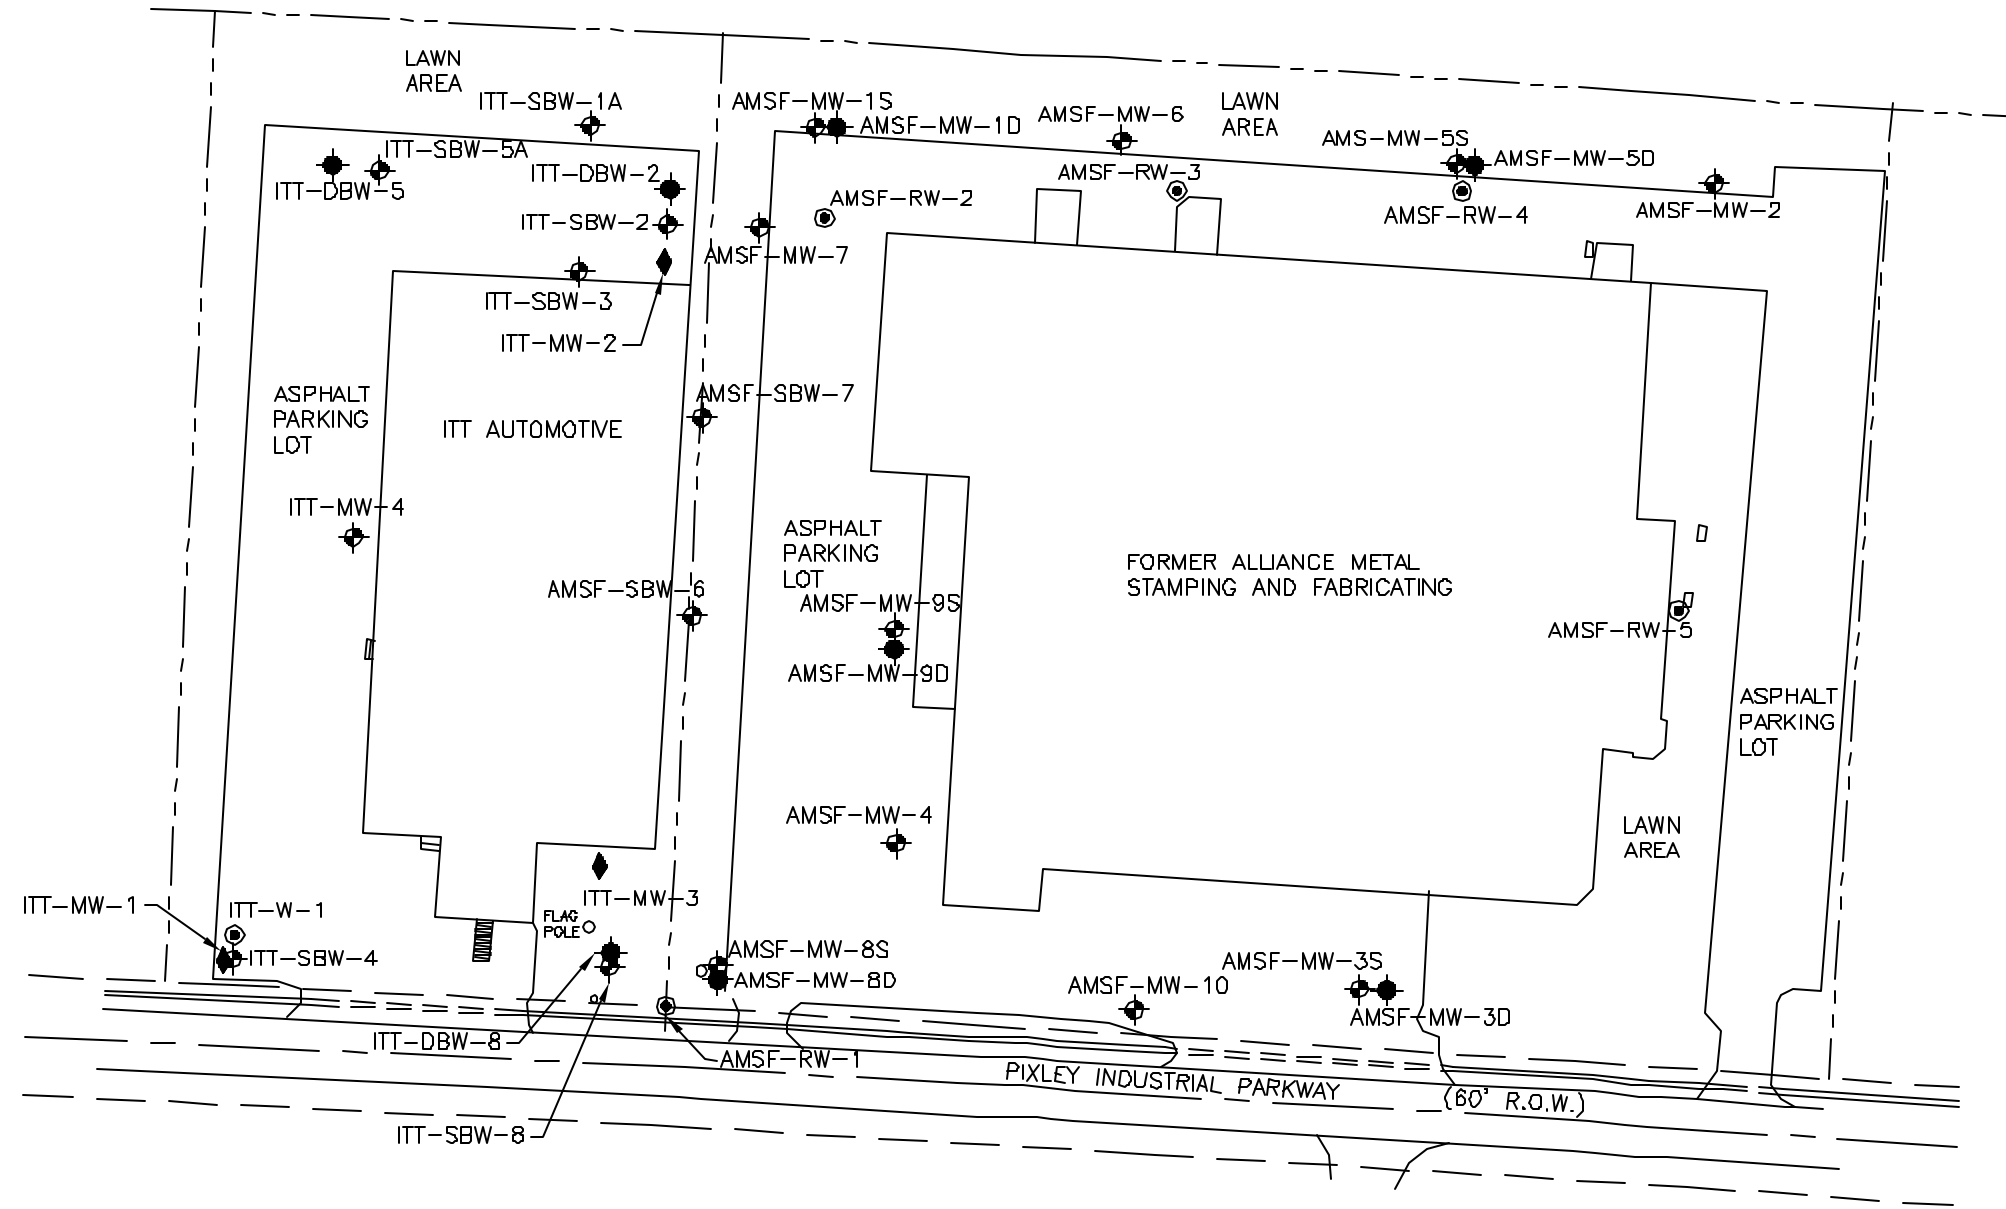 LAWN
AREA
ITT-SBW-1A
AMSF-MW-1S
AMSF-MW-1D
AMSF-MW-6
LAWN
AREA
AMS-MW-5S
AMSF-MW-5D
ITT-SBW-5A
ITT-DBW-5
ITT-DBW-2
AMSF-RW-3
AMSF-RW-2
AMSF-RW-4
AMSF-MW-2
ITT-SBW-2
AMSF-MW-7
ITT-SBW-3
ITT-MW-2
AMSF-SBW-7
ASPHALT
PARKING
LOT
ITT AUTOMOTIVE
ITT-MW-4
ASPHALT
PARKING
LOT
FORMER ALLIANCE METAL
STAMPING AND FABRICATING
AMSF-SBW-6
AMSF-MW-9S
AMSF-RW-5
AMSF-MW-9D
ASPHALT
PARKING
LOT
AMSF-MW-4
LAWN
AREA
ITT-MW-3
ITT-MW-1
ITT-W-1
FLAG
POLE
ITT-SBW-4
AMSF-MW-8S
AMSF-MW-8D
AMSF-MW-3S
AMSF-MW-10
AMSF-MW-3D
ITT-DBW-8
AMSF-RW-1
PIXLEY INDUSTRIAL PARKWAY (60' R.O.W.)
ITT-SBW-8